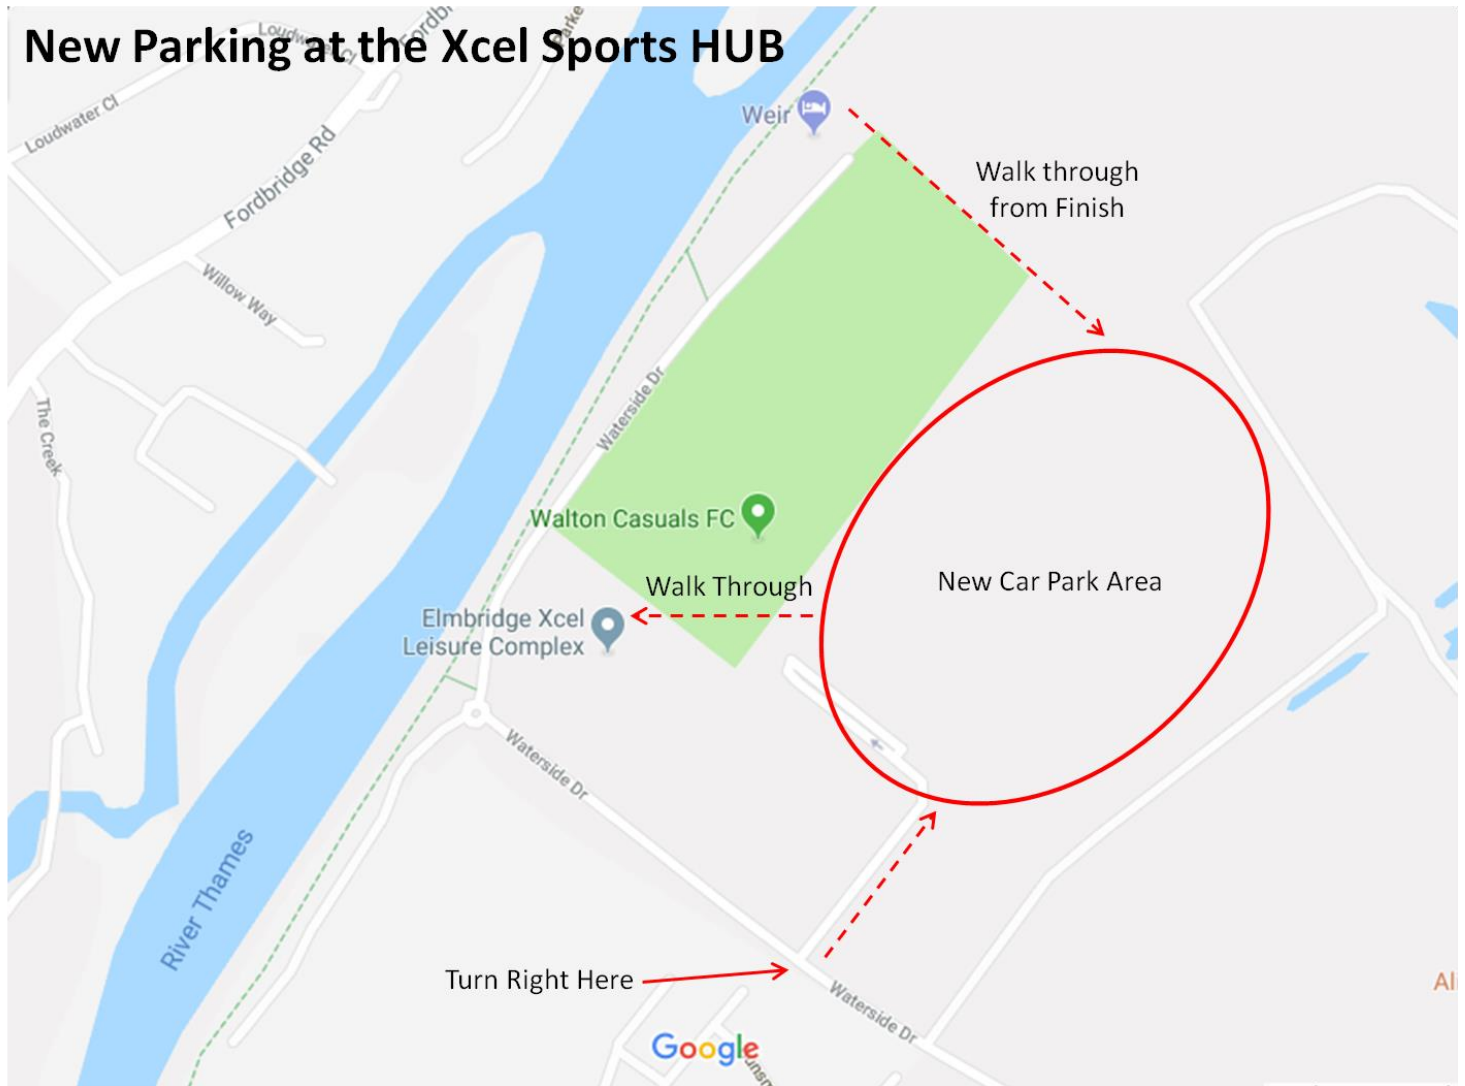 New Parking at the Xcel Sports HUB
Loudwater Cl
Loudwater Cl
Fordbridge Rd
Weir
Walk through
from Finish
Willow Way
Waterside Dr
The Creek
Walton Casuals FC
Walk Through
New Car Park Area
Elmbridge Xcel
Leisure Complex
Waterside Dr
River Thames
Turn Right Here
Waterside Dr
Google